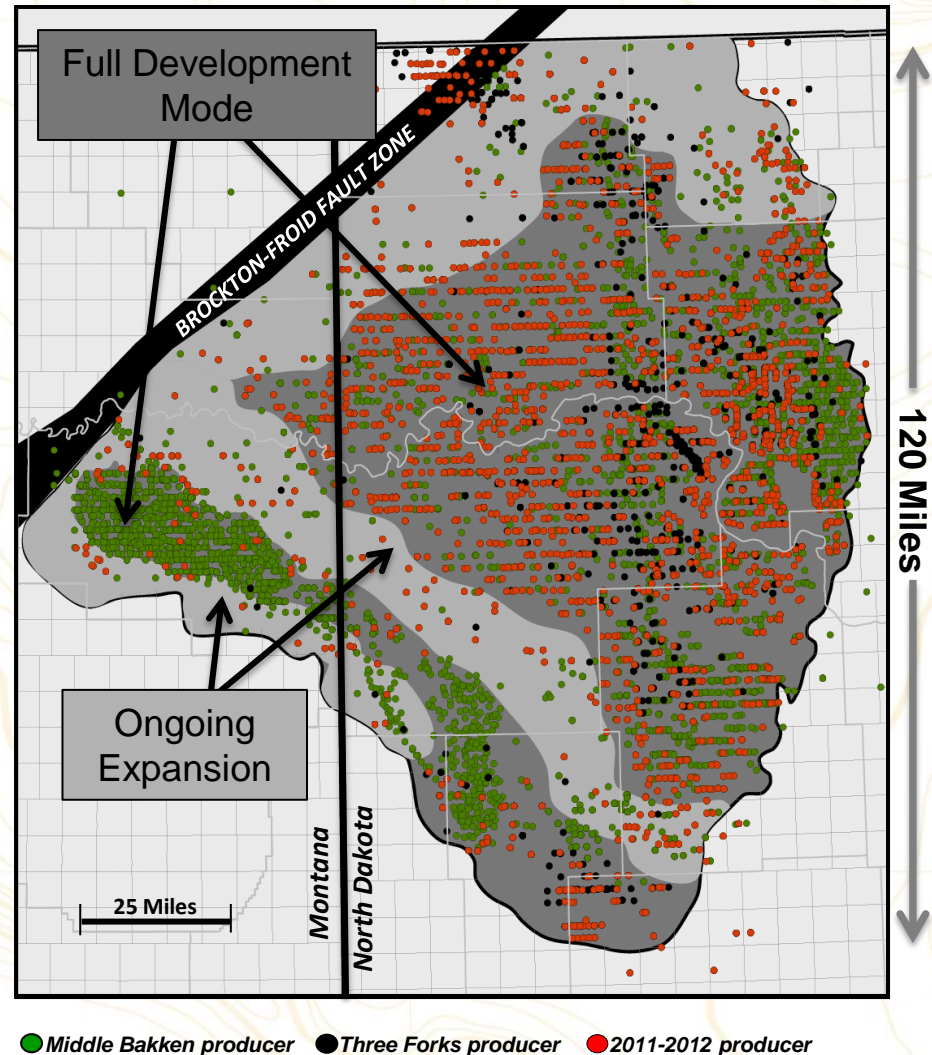 Full Development
Mode
BROCKTON-FROID FAULT ZONE
120 Miles
Ongoing
Expansion
Montana
North Dakota
25 Miles
Middle Bakken producer
Three Forks producer
2011-2012 producer